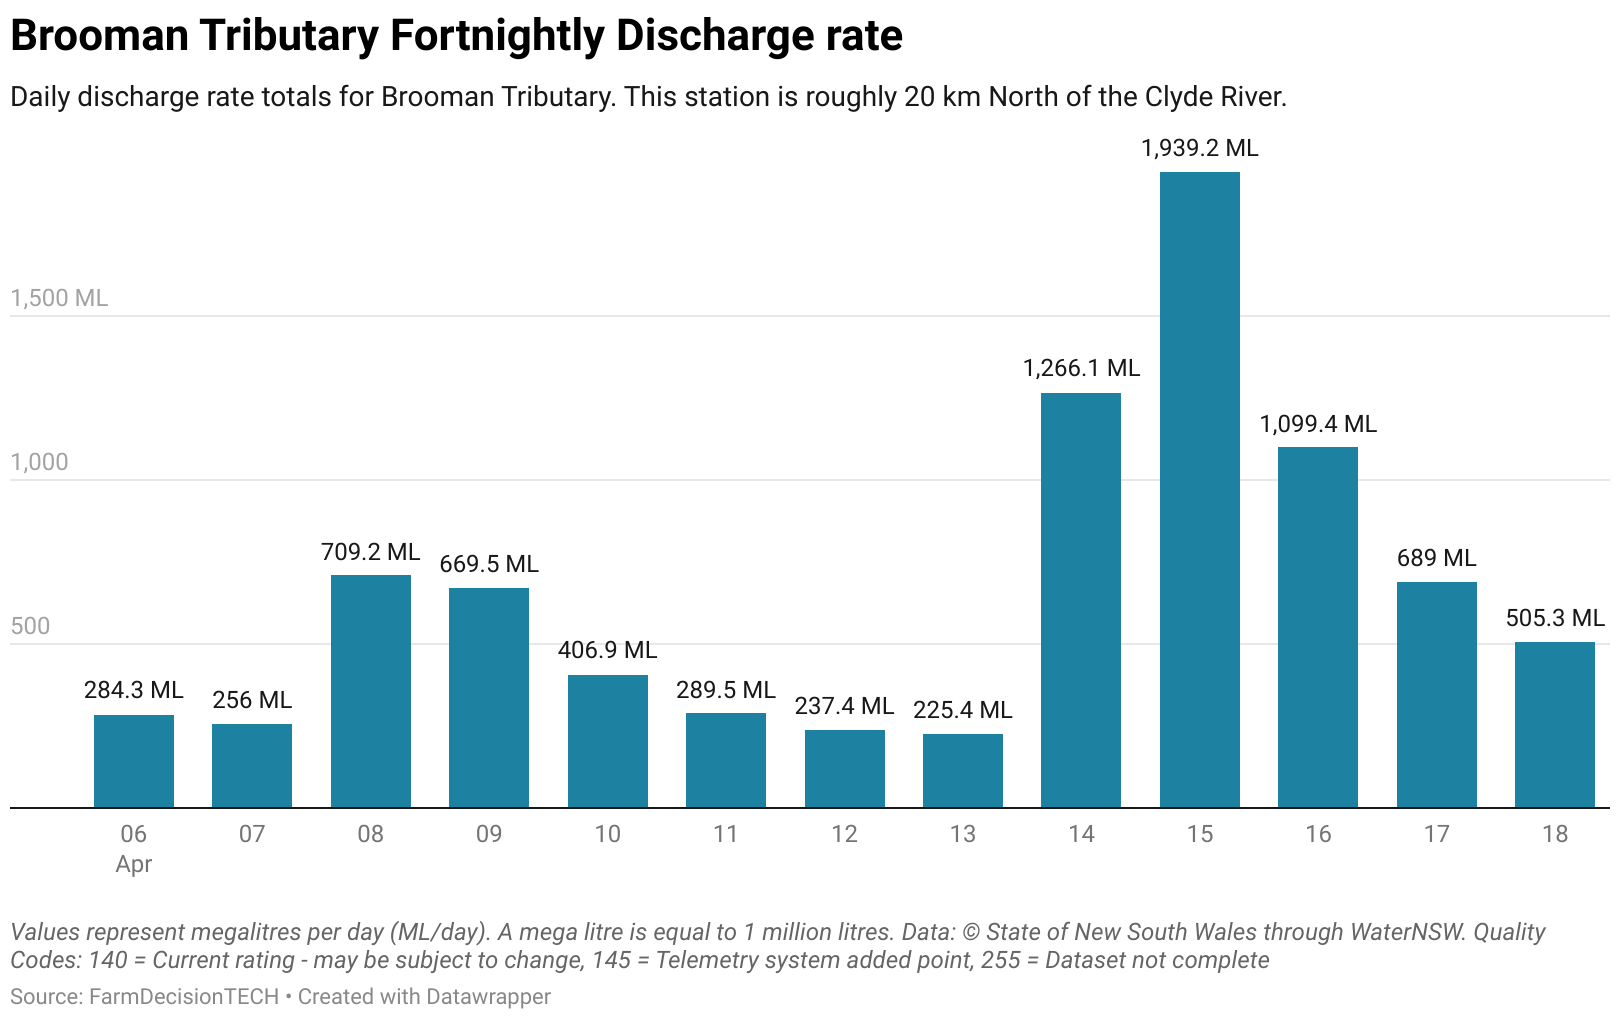 Brooman Tributary Fortnightly Discharge rate
Daily discharge rate totals for Brooman Tributary. This station is roughly 20 km North of the Clyde River.
1,939.2 ML
1,500 ML
1,266.1 ML
1,099.4 ML
1,000
709.2 ML
669.5 ML
689 ML
505.3 ML
500
406.9 ML
284.3 ML
256 ML
289.5 ML
237.4 ML
225.4 ML
06 07 08 09 10 11 12 13 14 15 16 17 18
Apr
Values represent megalitres per day (ML/day). A mega litre is equal to 1 million litres. Data: © State of New South Wales through WaterNSW. Quality
Codes: 140 = Current rating - may be subject to change, 145 = Telemetry system added point, 255 = Dataset not complete
Source: FarmDecisionTECH • Created with Datawrapper